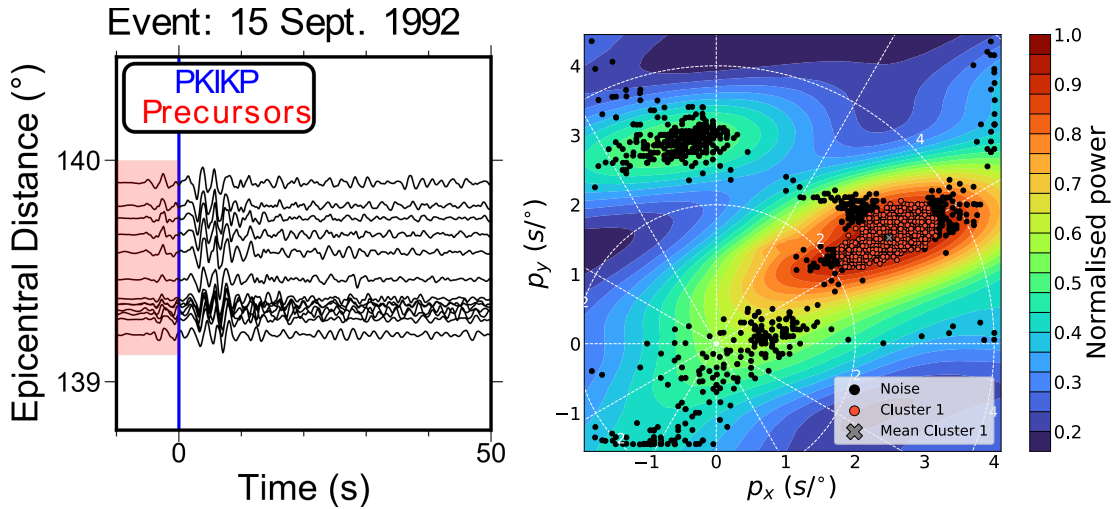 Event: 15 Sept. 1992
PKIKP
Precursors
Epicentral Distance (°)
140
139
0
50
Time (s)
4
3
2
1
0
−1
p_y (s/°)
−1
0
1
2
3
4
p_x (s/°)
4
2
2
2
2
4
Noise
Cluster 1
Mean Cluster 1
1.0
0.9
0.8
0.7
0.6
0.5
0.4
0.3
0.2
Normalised power